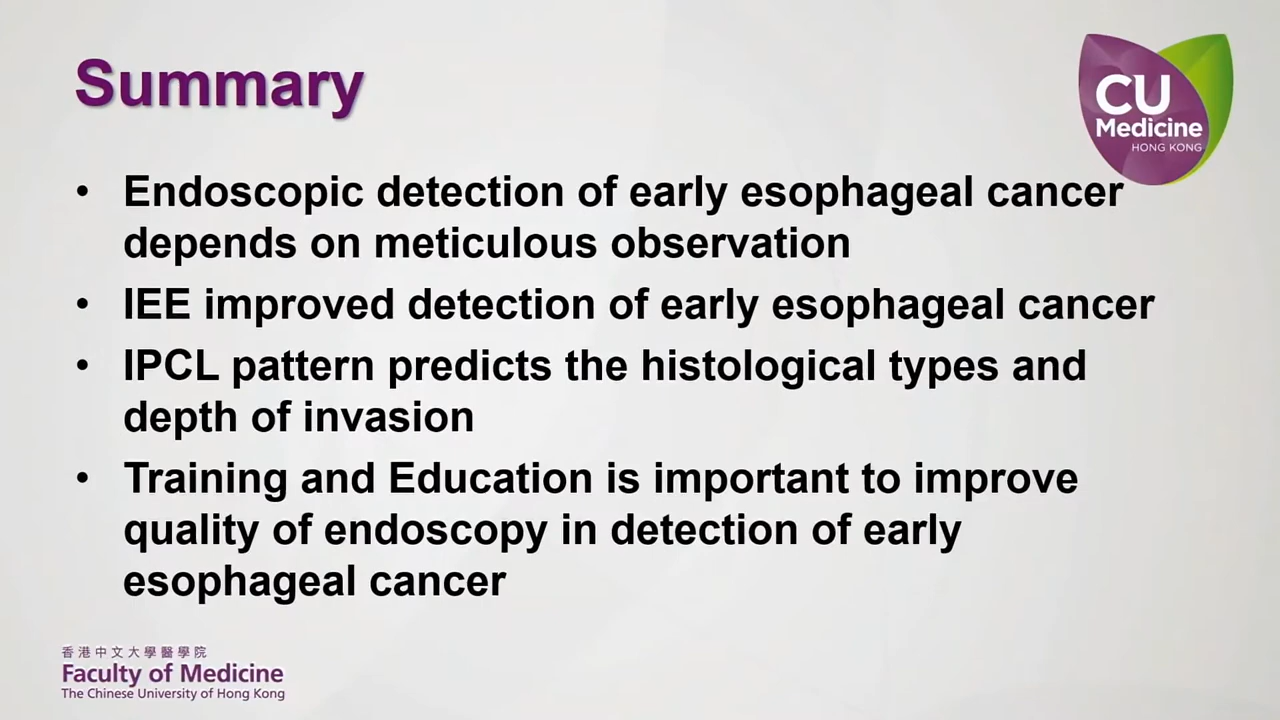 Summary
CU
Medicine
HONG KONG
• Endoscopic detection of early esophageal cancer
depends on meticulous observation
• IEE improved detection of early esophageal cancer
• IPCL pattern predicts the histological types and
depth of invasion
• Training and Education is important to improve
quality of endoscopy in detection of early
esophageal cancer
香港中文大學醫學院
Faculty of Medicine
The Chinese University of Hong Kong